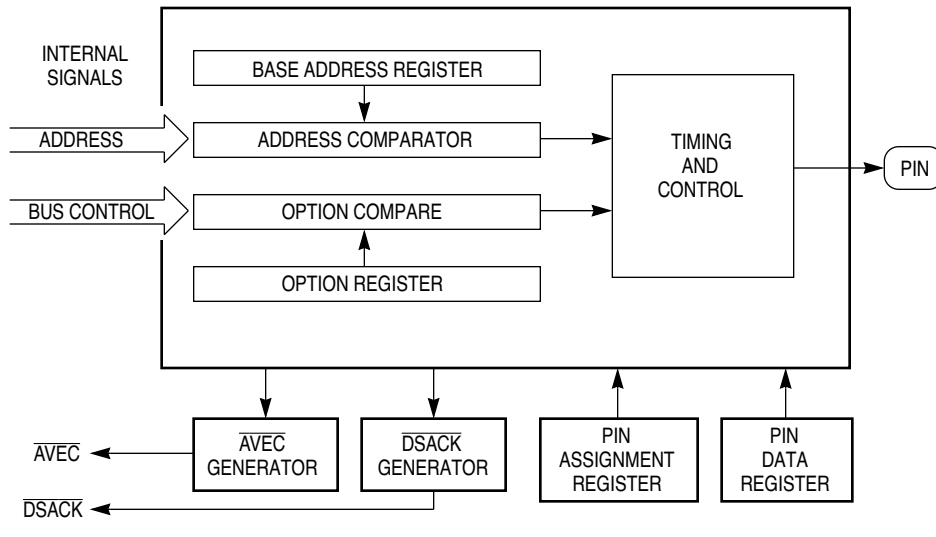 INTERNAL
SIGNALS
BASE ADDRESS REGISTER
ADDRESS
ADDRESS COMPARATOR
TIMING
AND
CONTROL
PIN
BUS CONTROL
OPTION COMPARE
OPTION REGISTER
AVEC
GENERATOR
DSACK
GENERATOR
PIN
ASSIGNMENT
REGISTER
PIN
DATA
REGISTER
AVEC
DSACK